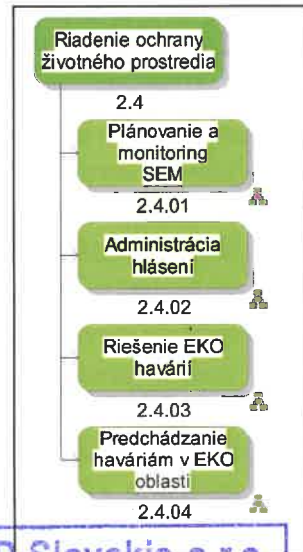 Riadenie ochrany
životného prostredia
2.4
Plánovanie a
monitoring
SEM
2.4.01
Administrácia
hlásení
2.4.02
Riešenie EKO
havárií
2.4.03
Predchádzanie
haváriám v EKO
oblasti
2.4.04